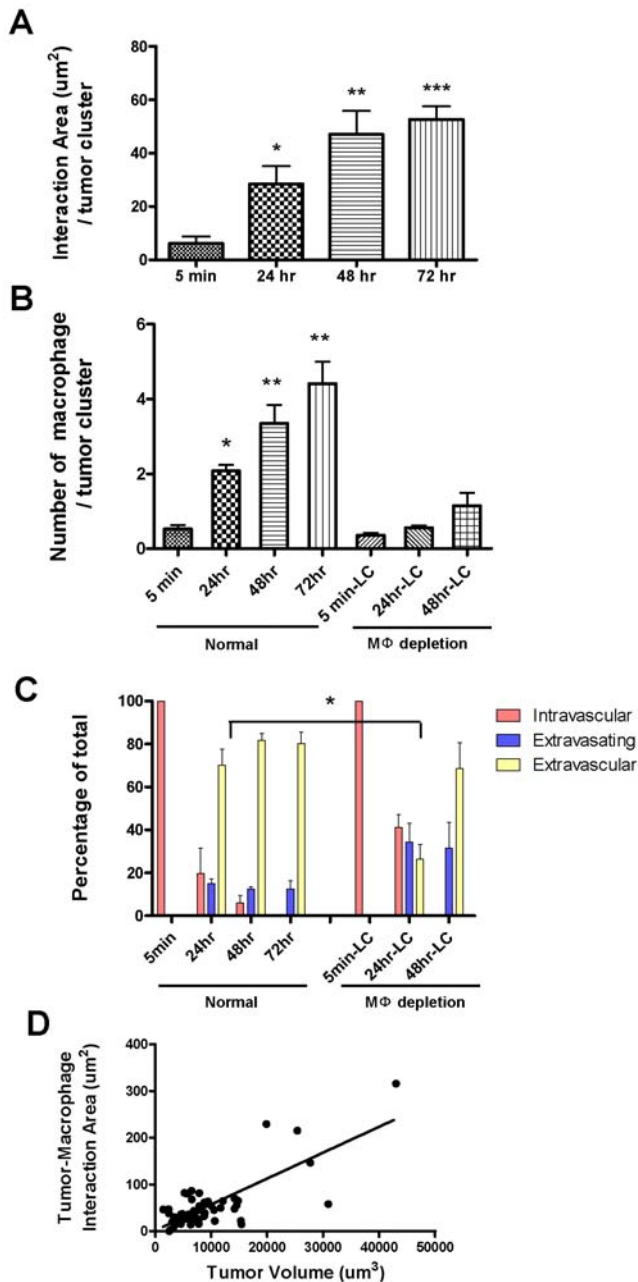 A
Interaction Area (um²)
/ tumor cluster
80
60
40
20
0
*
**
***
5 min
24 hr
48 hr
72 hr
B
Number of macrophage
/ tumor cluster
6
4
2
0
*
**
**
5 min
24hr
48hr
72hr
5 min-LC
24hr-LC
48hr-LC
Normal
MΦ depletion
C
Percentage of total
100
80
60
40
20
0
*
Intravascular
Extravasating
Extravascular
5min
24hr
48hr
72hr
5min-LC
24hr-LC
48hr-LC
Normal
MΦ depletion
D
Tumor-Macrophage
Interaction Area (um²)
400
300
200
100
0
0
10000
20000
30000
40000
50000
Tumor Volume (um³)